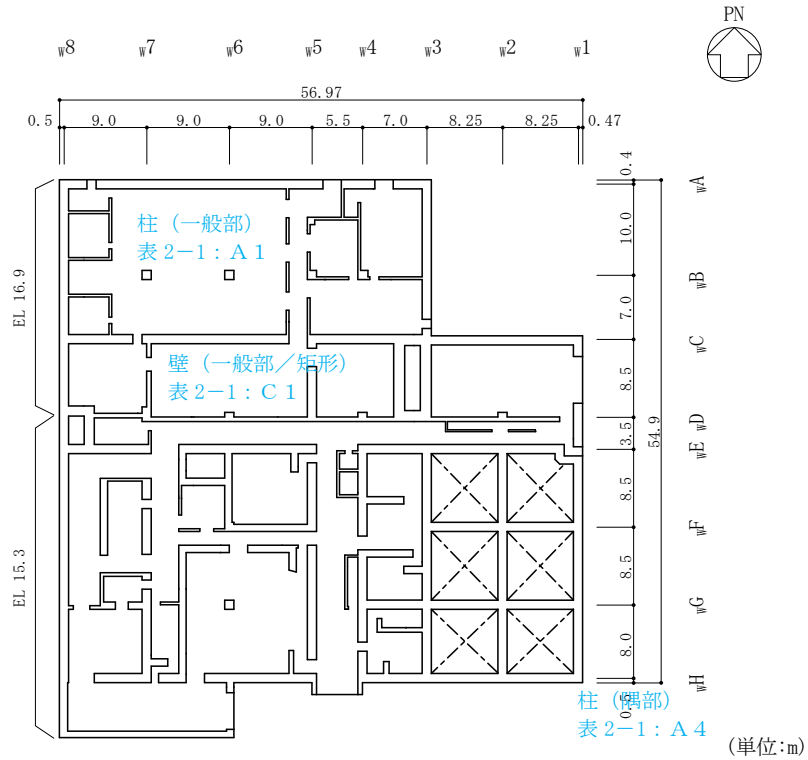 PN
W8 W7 W6 W5 W4 W3 W2 W1
56.97
0.5 9.0 9.0 9.0 5.5 7.0 8.25 8.25 0.47
0.4
WA
10.0
柱（一般部）
表2－1：A1
EL 16.9
WB
7.0
WC
壁（一般部／矩形）
表2－1：C1
8.5
WD
3.5
54.9
WE
8.5
WF
EL 15.3
8.5
WG
8.0
WH
0.5
柱（隅部）
表2－1：A4
(単位:m)